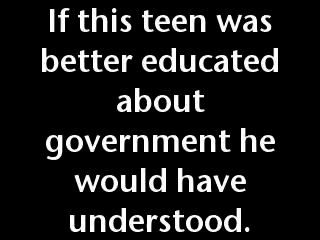 If this teen was
better educated
about
government he
would have
understood.